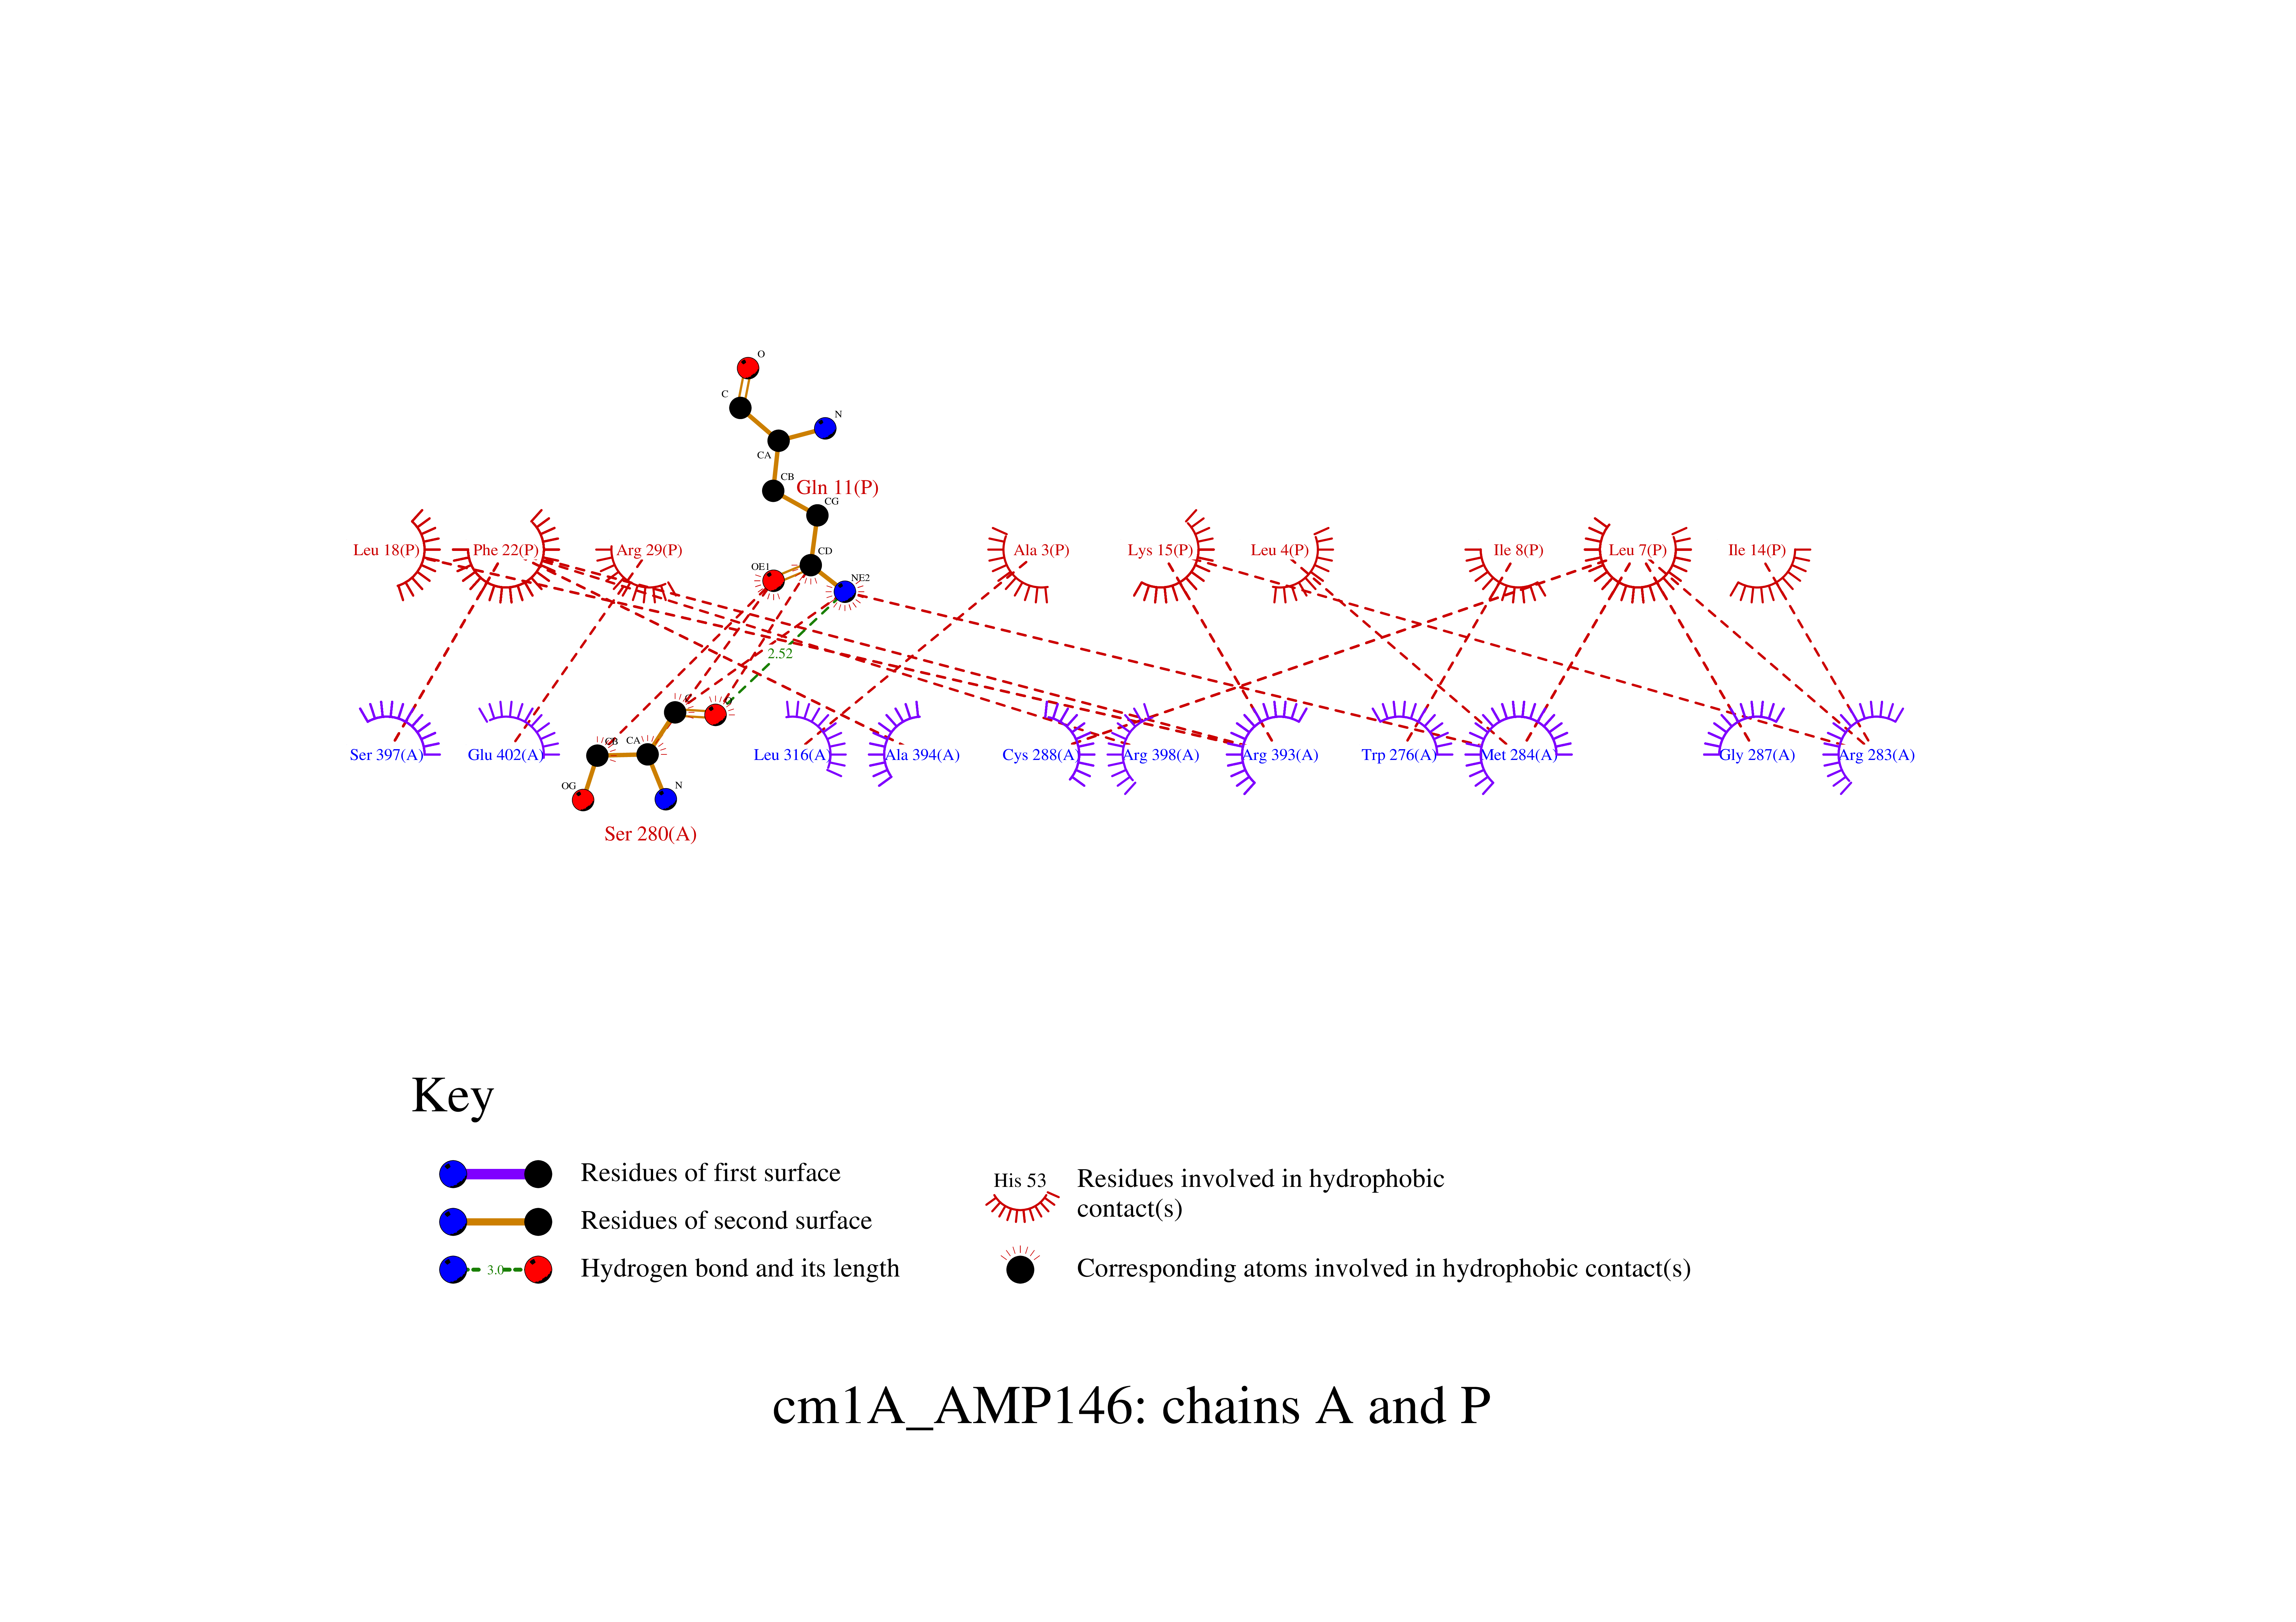 O
C
N
CA
CB
Gln 11(P)
CG
Leu 18(P) Phe 22(P) Arg 29(P) CD Ala 3(P) Lys 15(P) Leu 4(P) Ile 8(P) Leu 7(P) Ile 14(P)
OE1 NE2
2.52
C O
CB CA
Ser 397(A) Glu 402(A) Leu 316(A) Ala 394(A) Cys 288(A) Arg 398(A) Arg 393(A) Trp 276(A) Met 284(A) Gly 287(A) Arg 283(A)
OG N
Ser 280(A)
Key
Residues of first surface
Residues of second surface
3.0 Hydrogen bond and its length
His 53 Residues involved in hydrophobic
contact(s)
Corresponding atoms involved in hydrophobic contact(s)
cm1A_AMP146: chains A and P